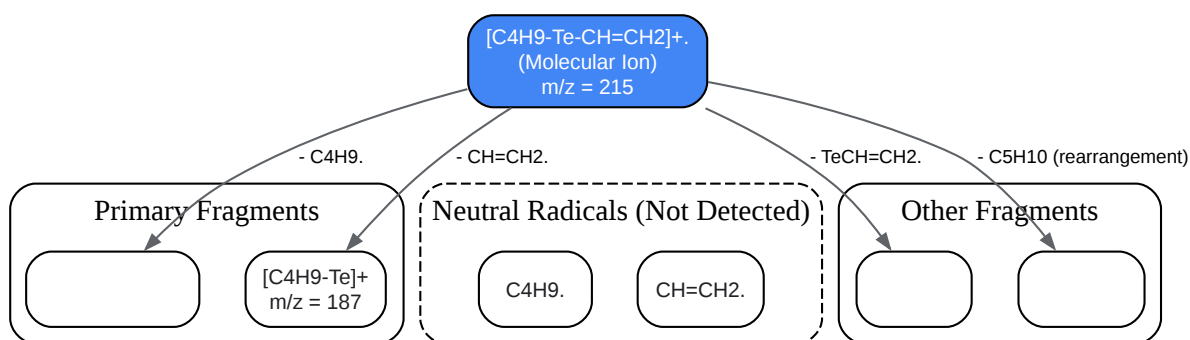 [C4H9-Te-CH=CH2]+.
(Molecular Ion)
m/z = 215
- C4H9.
- CH=CH2.
- TeCH=CH2.
- C5H10 (rearrangement)
Primary Fragments
Neutral Radicals (Not Detected)
Other Fragments
[C4H9-Te]+
m/z = 187
C4H9.
CH=CH2.